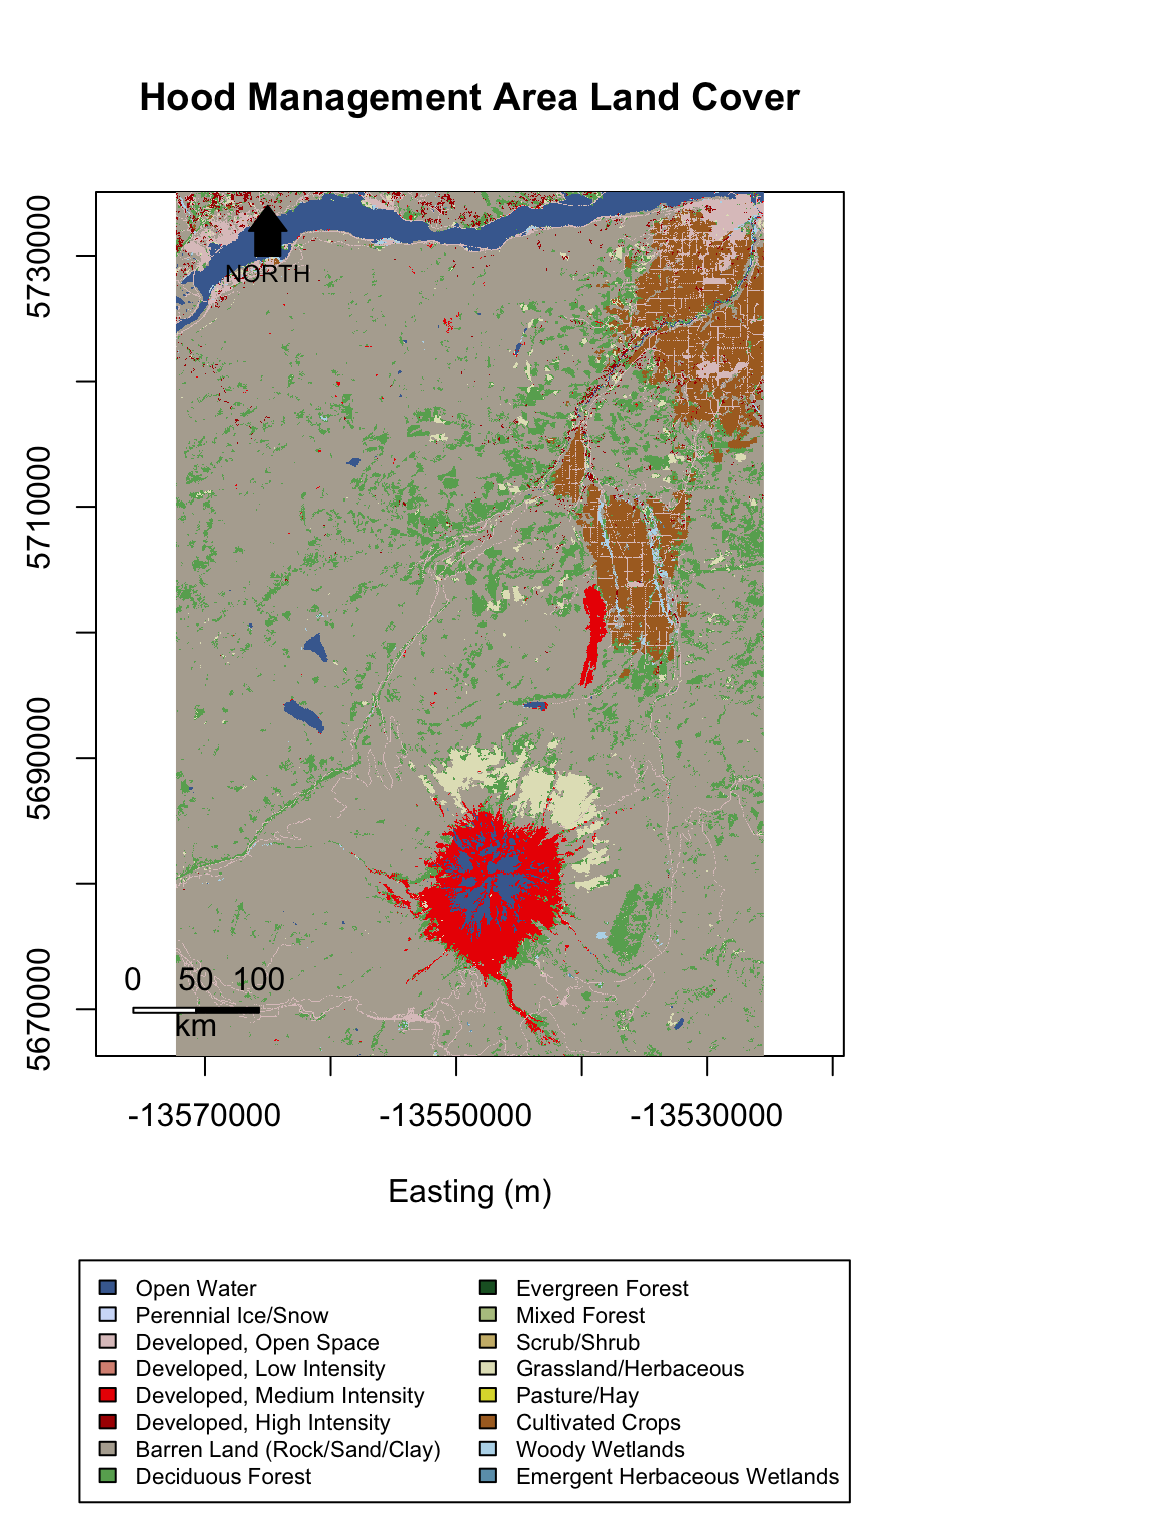 Hood Management Area Land Cover
5730000
5710000
5690000
5670000
NORTH
0 50 100
km
-13570000 -13550000 -13530000
Easting (m)
Open Water
Perennial Ice/Snow
Developed, Open Space
Developed, Low Intensity
Developed, Medium Intensity
Developed, High Intensity
Barren Land (Rock/Sand/Clay)
Deciduous Forest
Evergreen Forest
Mixed Forest
Scrub/Shrub
Grassland/Herbaceous
Pasture/Hay
Cultivated Crops
Woody Wetlands
Emergent Herbaceous Wetlands